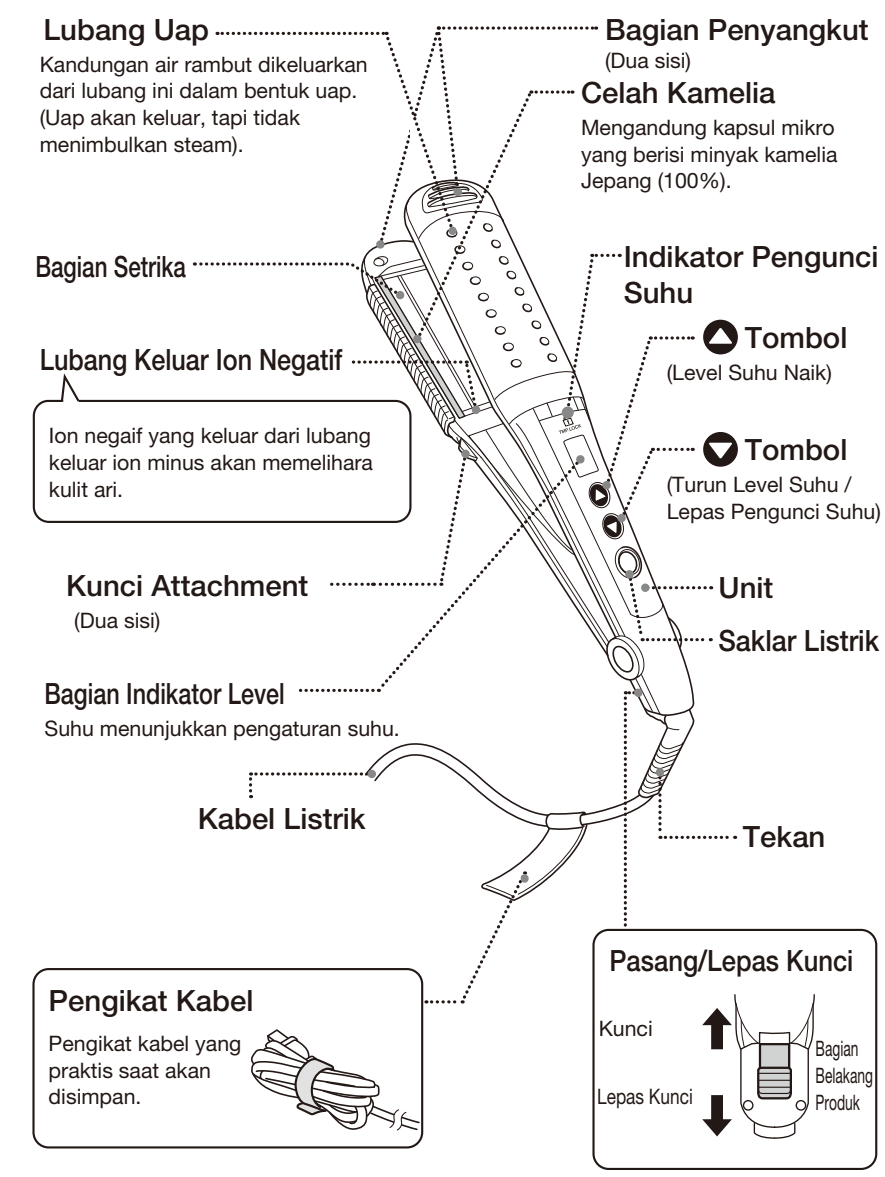 Lubang Uap
Kandungan air rambut dikeluarkan
dari lubang ini dalam bentuk uap.
(Uap akan keluar, tapi tidak
menimbulkan steam).
Bagian Penyangkut
(Dua sisi)
Celah Kamelia
Mengandung kapsul mikro
yang berisi minyak kamelia
Jepang (100%).
Bagian Setrika
Indikator Pengunci
Suhu
Tombol
(Level Suhu Naik)
Lubang Keluar Ion Negatif
Ion negaif yang keluar dari lubang
keluar ion minus akan memelihara
kulit ari.
TMP LOCK
Tombol
(Turun Level Suhu /
Lepas Pengunci Suhu)
Kunci Attachment
(Dua sisi)
Unit
Saklar Listrik
Bagian Indikator Level
Suhu menunjukkan pengaturan suhu.
Kabel Listrik
Tekan
Pengikat Kabel
Pengikat kabel yang
praktis saat akan
disimpan.
Pasang/Lepas Kunci
Kunci
Lepas Kunci
Bagian
Belakang
Produk